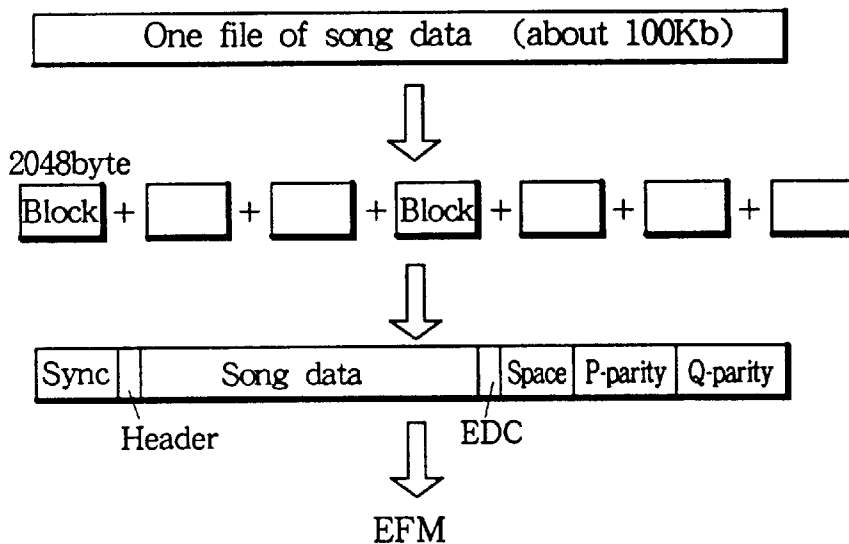 One file of song data (about 100Kb)
2048byte
Block + + + Block + + +
Sync Song data Space P-parity Q-parity
Header EDC
EFM